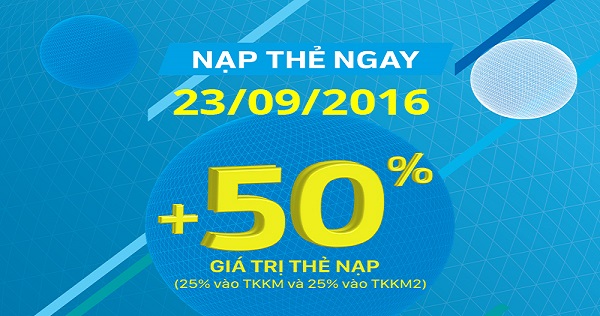 NẠP THẺ NGAY
23/09/2016
+50%
GIÁ TRỊ THẺ NẠP
(25% vào TKKM và 25% vào TKKM2)